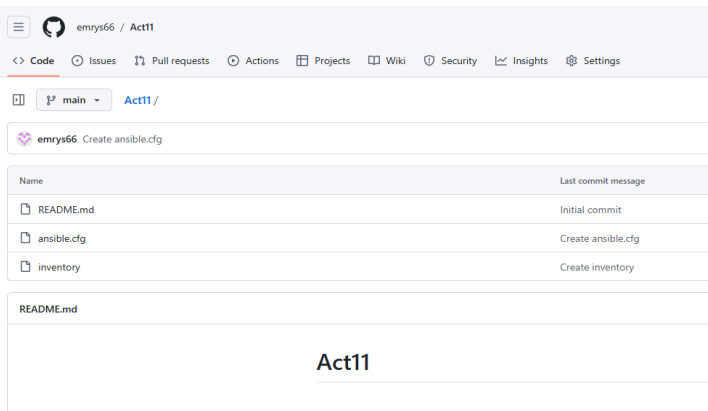 emrys66 / Act11
<> Code Issues Pull requests Actions Projects Wiki Security Insights Settings
main Act11 /
emrys66 Create ansible.cfg
Name Last commit message
README.md Initial commit
ansible.cfg Create ansible.cfg
inventory Create inventory
README.md
Act11